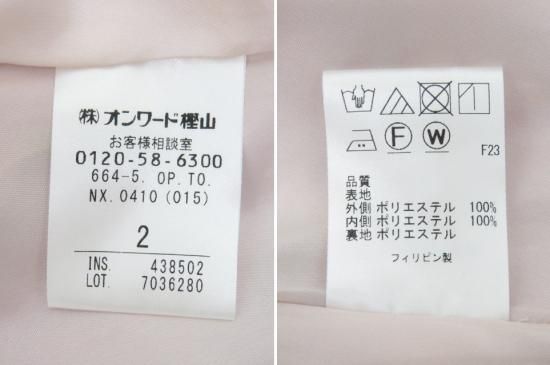 (株)オンワード樫山
お客様相談室
0120-58-6300
664-5. OP. TO.
NX. 0410 (015)
2
INS. 438502
LOT. 7036280
F
W
F23
品質
表地
外側 ポリエステル 100%
内側 ポリエステル 100%
裏地 ポリエステル
フィリピン製